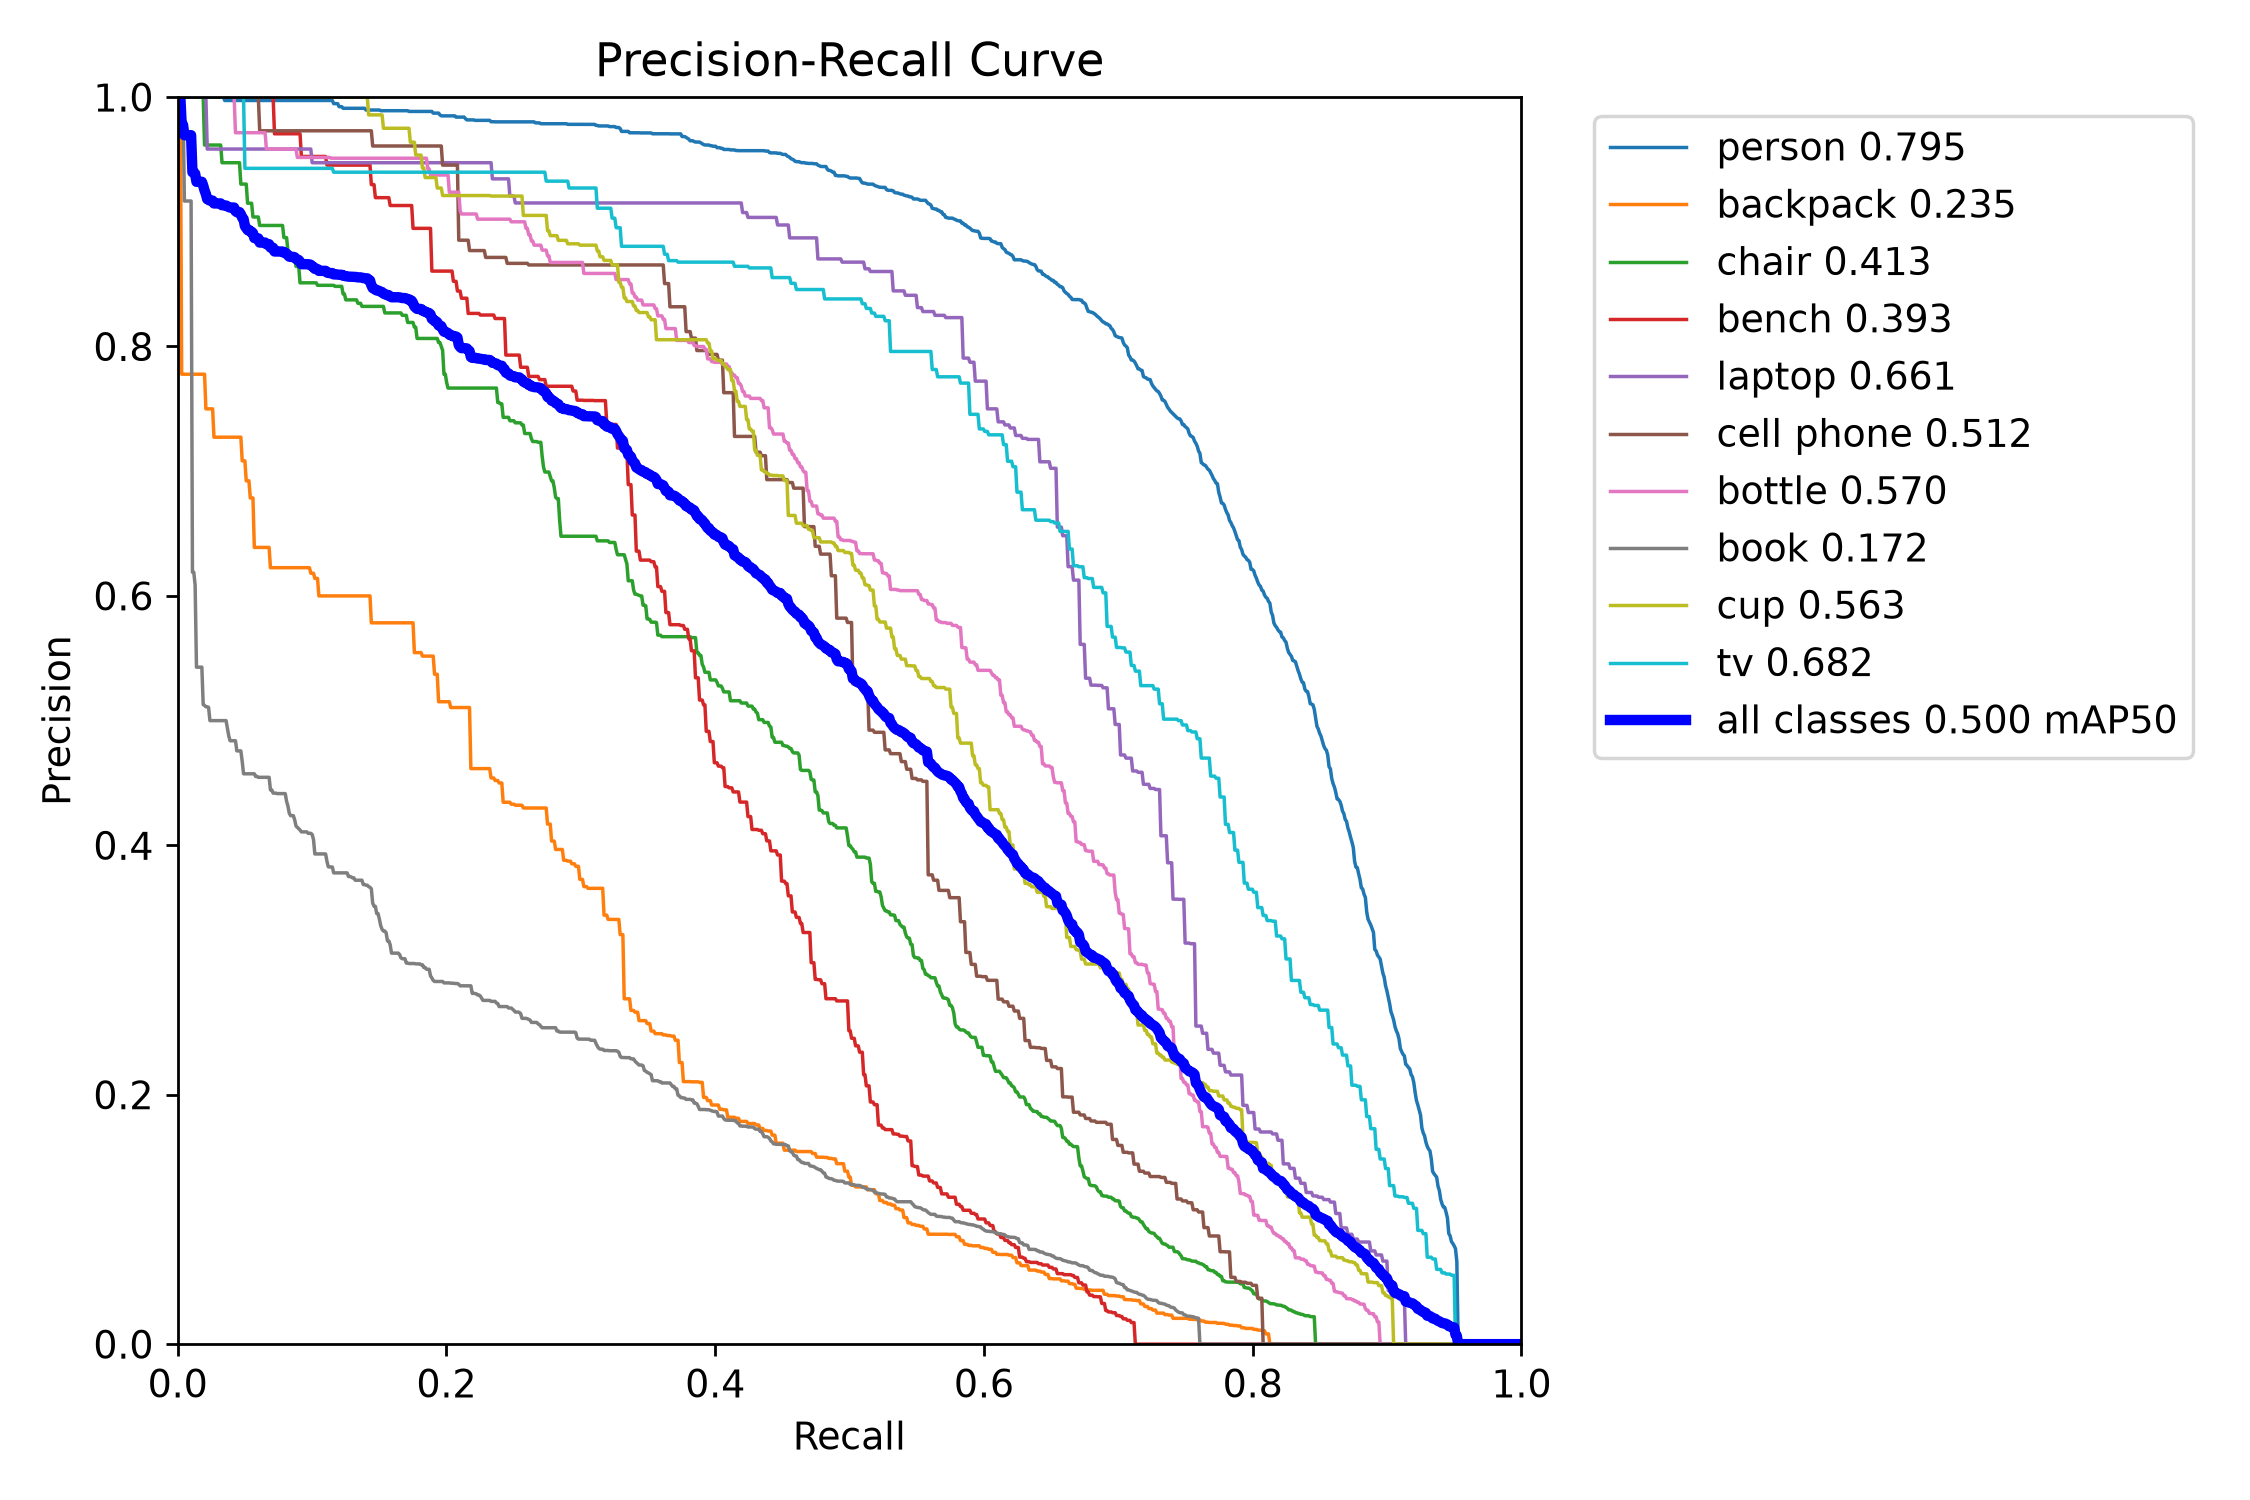 Precision-Recall Curve
1.0
0.8
0.6
0.4
0.2
0.0
Precision
0.0 0.2 0.4 0.6 0.8 1.0
Recall
person 0.795
backpack 0.235
chair 0.413
bench 0.393
laptop 0.661
cell phone 0.512
bottle 0.570
book 0.172
cup 0.563
tv 0.682
all classes 0.500 mAP50